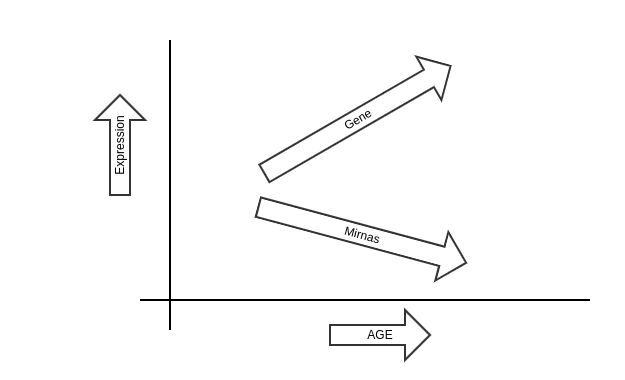 Gene
Expression
Mirnas
AGE